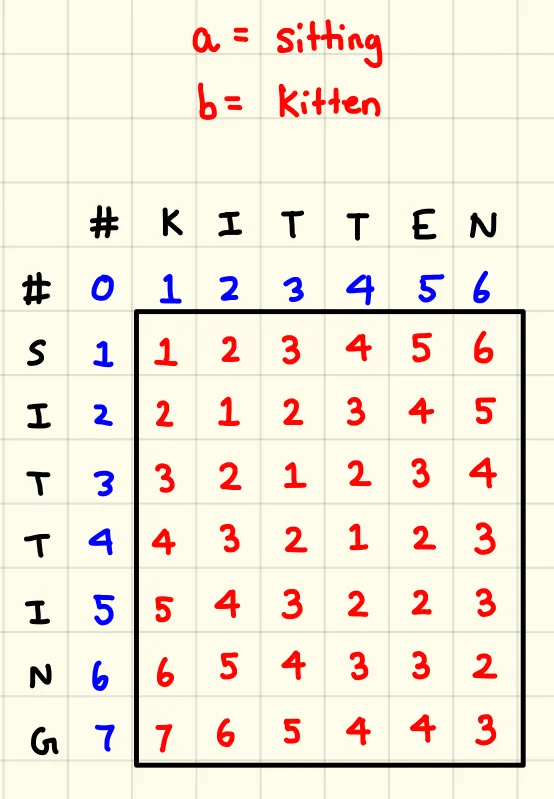 a = sitting
b = Kitten
# K I T T E N
# 0 1 2 3 4 5 6
S 1 1 2 3 4 5 6
I 2 2 1 2 3 4 5
T 3 3 2 1 2 3 4
T 4 4 3 2 1 2 3
I 5 5 4 3 2 2 3
N 6 6 5 4 3 3 2
G 7 7 6 5 4 4 3